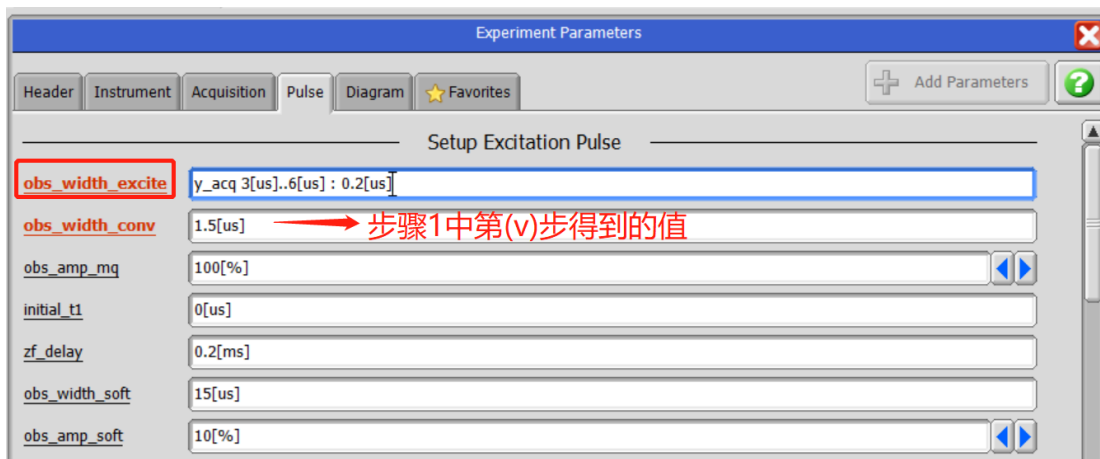 Experiment Parameters
Header Instrument Acquisition Pulse Diagram Favorites Add Parameters
Setup Excitation Pulse
obs_width_excite y_acq 3[us]..6[us] : 0.2[us]
obs_width_conv 1.5[us] 步骤1中第(v)步得到的值
obs_amp_mq 100[%]
initial_t1 0[us]
zf_delay 0.2[ms]
obs_width_soft 15[us]
obs_amp_soft 10[%]